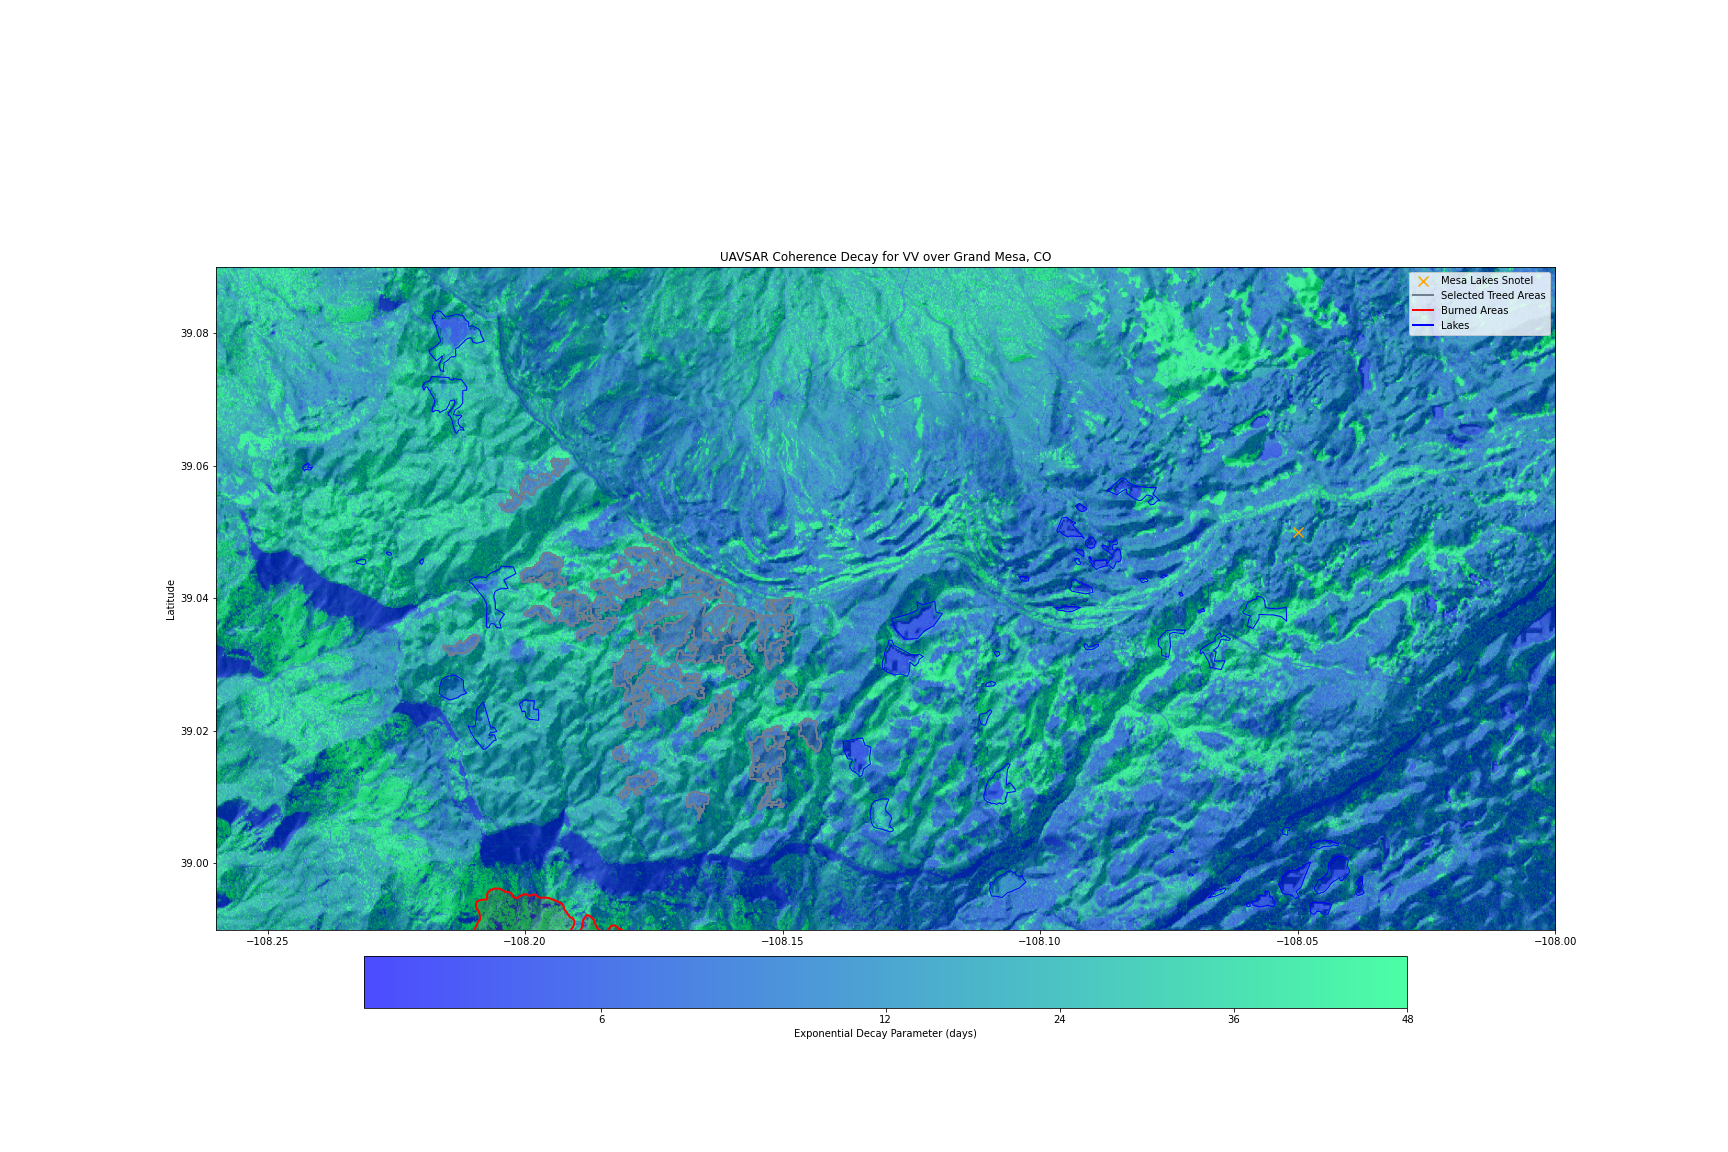 UAVSAR Coherence Decay for VV over Grand Mesa, CO
Mesa Lakes Snotel
Selected Treed Areas
Burned Areas
Lakes
39.08
39.06
39.04
39.02
39.00
Latitude
−108.25 −108.20 −108.15 −108.10 −108.05 −108.00
6 12 24 36 48
Exponential Decay Parameter (days)